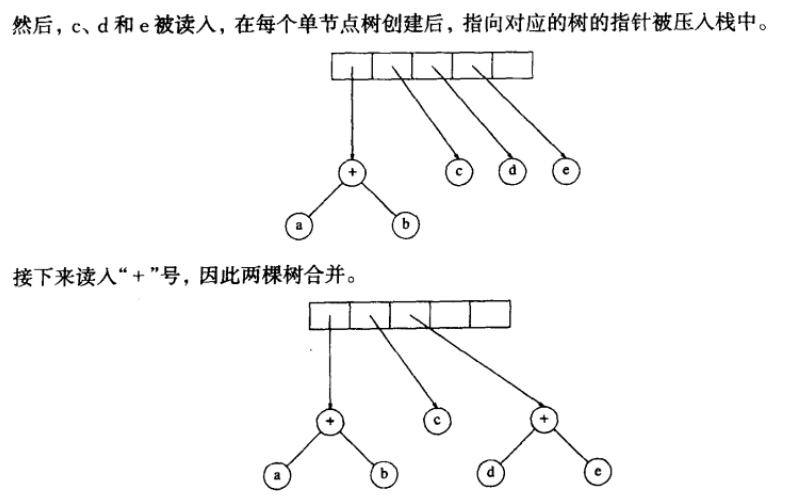 然后，c、d 和 e 被读入，在每个单节点树创建后，指向对应的树的指针被压入栈中。
+ c d e
a b
接下来读入“+”号，因此两棵树合并。
+ c +
a b d e